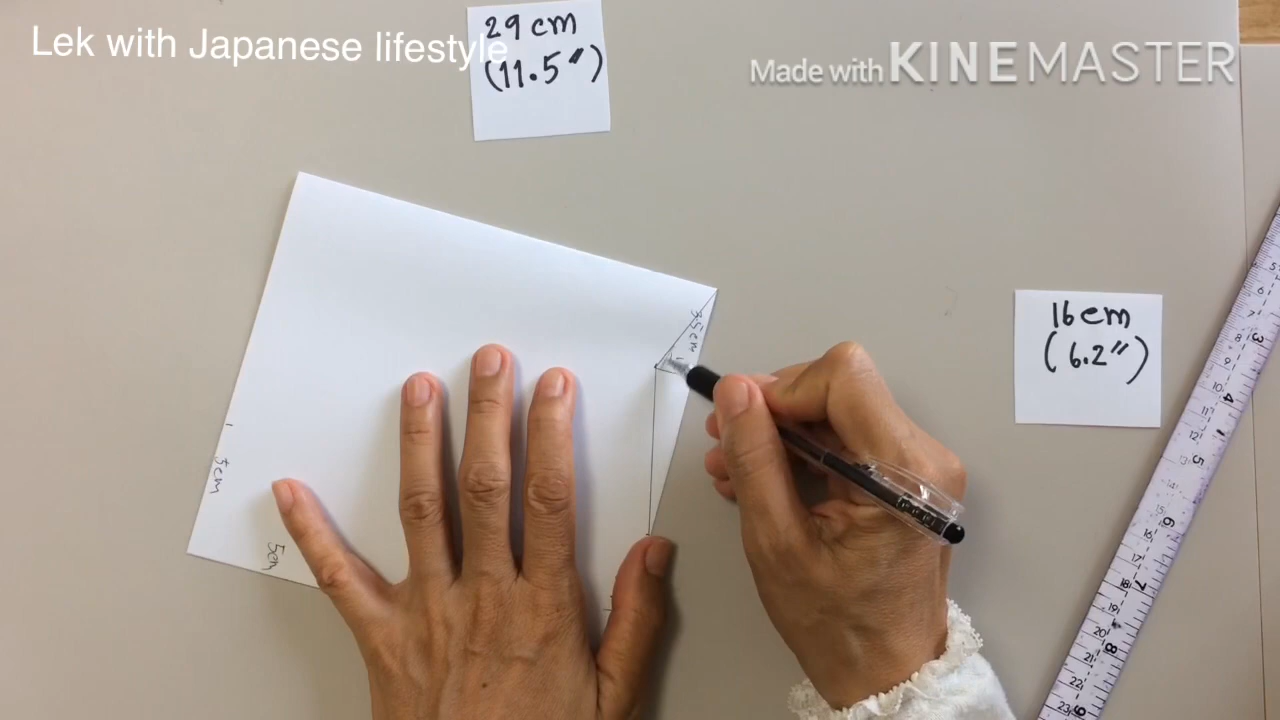 Lek with Japanese lifestyle
29 cm
(11.5")
Made with KINEMASTER
3.5cm
16 cm
(6.2")
5cm
5cm